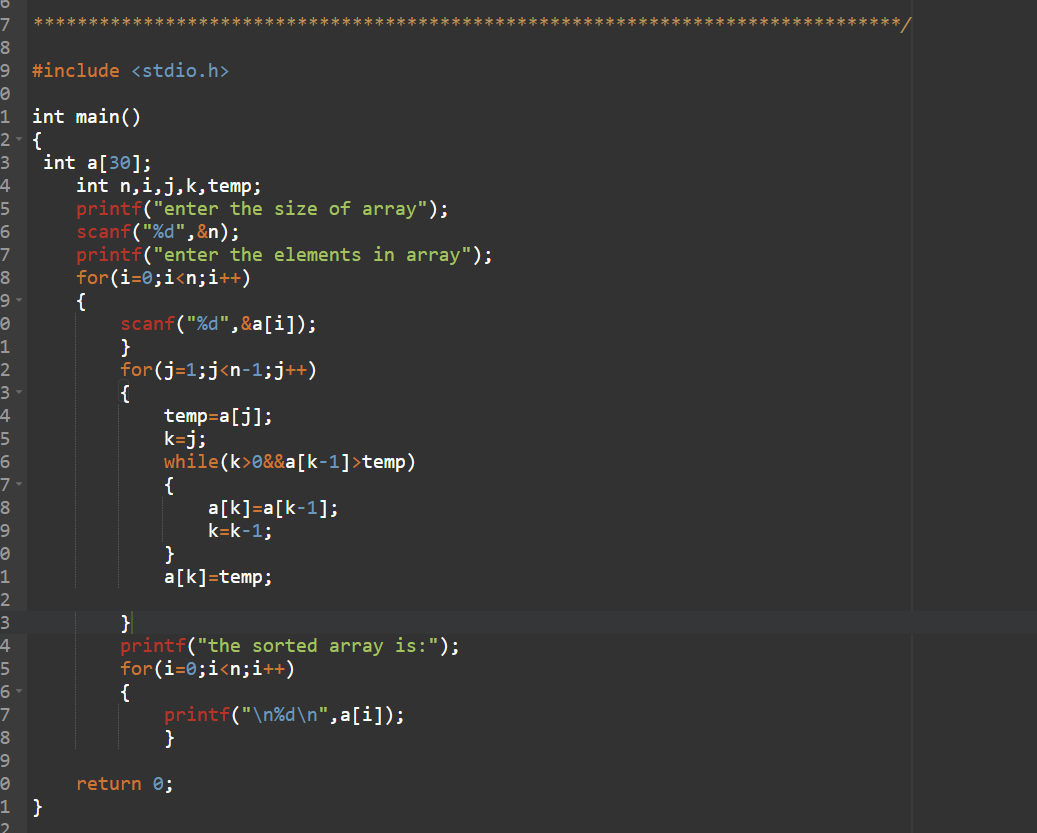 6
7 *******************************************************************************/
8
9 #include <stdio.h>
0
1 int main()
2 {
3 int a[30];
4 int n,i,j,k,temp;
5 printf("enter the size of array");
6 scanf("%d",&n);
7 printf("enter the elements in array");
8 for(i=0;i<n;i++)
9 {
0 scanf("%d",&a[i]);
1 }
2 for(j=1;j<n-1;j++)
3 {
4 temp=a[j];
5 k=j;
6 while(k>0&&a[k-1]>temp)
7 {
8 a[k]=a[k-1];
9 k=k-1;
0 }
1 a[k]=temp;
2
3 }
4 printf("the sorted array is:");
5 for(i=0;i<n;i++)
6 {
7 printf("\n%d\n",a[i]);
8 }
9
0 return 0;
1 }
2